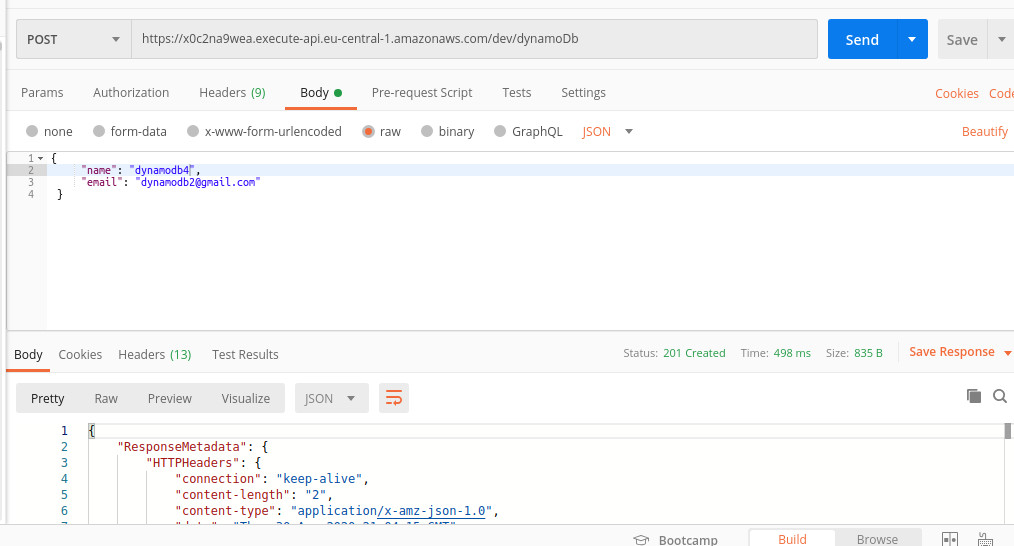 POST https://x0c2na9wea.execute-api.eu-central-1.amazonaws.com/dev/dynamoDb Send Save
Params Authorization Headers (9) Body Pre-request Script Tests Settings Cookies Code
none form-data x-www-form-urlencoded raw binary GraphQL JSON Beautify
1 {
2 "name": "dynamodb4",
3 "email": "dynamodb2@gmail.com"
4 }
Body Cookies Headers (13) Test Results Status: 201 Created Time: 498 ms Size: 835 B Save Response
Pretty Raw Preview Visualize JSON
1 {
2 "ResponseMetadata": {
3 "HTTPHeaders": {
4 "connection": "keep-alive",
5 "content-length": "2",
6 "content-type": "application/x-amz-json-1.0",
Bootcamp Build Browse